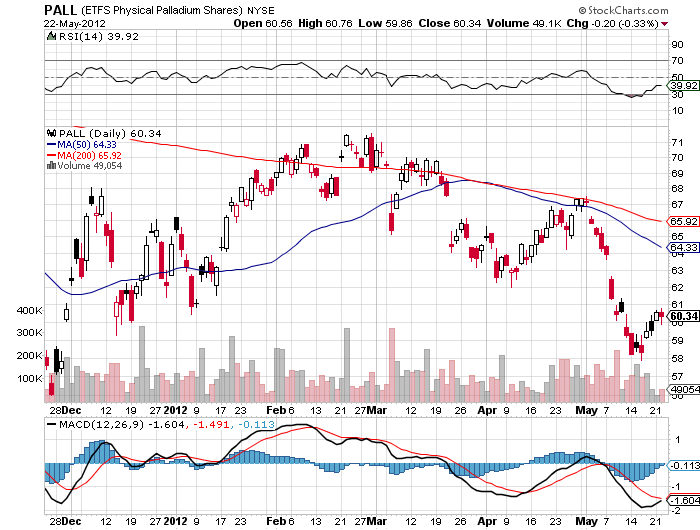 PALL (ETFS Physical Palladium Shares) NYSE © StockCharts.com
22-May-2012 Open 60.56 High 60.76 Low 59.86 Close 60.34 Volume 49.1K Chg -0.20 (-0.33%)
RSI(14) 39.92
90
70
50
39.92
30
10
PALL (Daily) 60.34
MA(50) 64.33
MA(200) 65.92
Volume 49,054
71
70
69
68
67
65.92
65
64.33
63
62
61
400K
60.34
60
300K
59
200K
58
100K
57
49054
28 Dec 12 19 27 2012 9 17 23 Feb 6 13 21 27 Mar 12 19 26 Apr 9 16 23 May 7 14 21
MACD(12,26,9) -1.604, -1.491, -0.113
1
0
-0.113
-1
-1.604
-2
28 Dec 12 19 27 2012 9 17 23 Feb 6 13 21 27 Mar 12 19 26 Apr 9 16 23 May 7 14 21